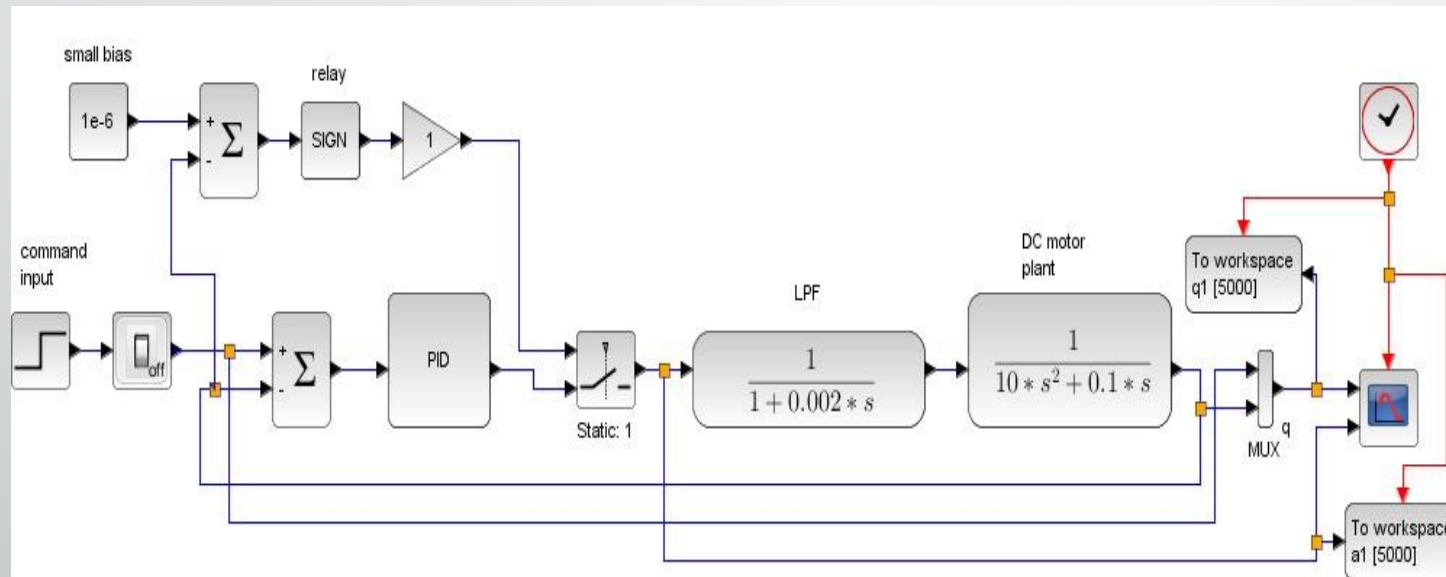 small bias
relay
1e-6
+
-
Σ
SIGN
1
command
input
DC motor
plant
To workspace
q1 [5000]
LPF
off
+
-
Σ
PID
1
1 + 0.002 * s
1
10 * s² + 0.1 * s
Static: 1
q
MUX
To workspace
a1 [5000]